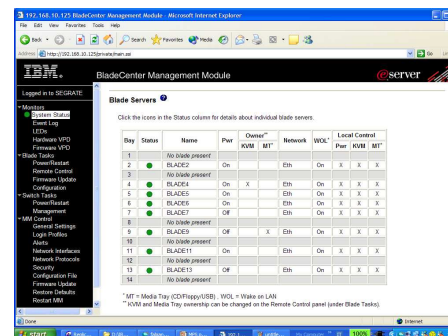 192.168.10.125 BladeCenter Management Module - Microsoft Internet Explorer
File Edit View Favorites Tools Help
Back Search Favorites Media
Address http://192.168.10.125/private/main.ssi Go
IBM. BladeCenter Management Module @server
Logged in to SEGRATE
Monitors
System Status
Event Log
LEDs
Hardware VPD
Firmware VPD
Blade Tasks
Power/Restart
Remote Control
Firmware Update
Configuration
Switch Tasks
Power/Restart
Management
MM Control
General Settings
Login Profiles
Alerts
Network Interfaces
Network Protocols
Security
Configuration File
Firmware Update
Restore Defaults
Restart MM
Blade Servers ?
Click the icons in the Status column for details about individual blade servers.
Bay Status Name Pwr Owner** Network WOL* Local Control
KVM MT* Pwr KVM MT*
1 No blade present
2 BLADE2 On Eth On X X X
3 No blade present
4 BLADE4 On X Eth On X X X
5 BLADE5 On Eth On X X X
6 BLADE6 On Eth On X X X
7 BLADE7 Off Eth On X X X
8 No blade present
9 BLADE9 Off X Eth On X X X
10 No blade present
11 BLADE11 On Eth On X X X
12 No blade present
13 BLADE13 Off Eth On X X X
14 No blade present
* MT = Media Tray (CD/Floppy/USB) , WOL = Wake on LAN
** KVM and Media Tray ownership can be changed on the Remote Control panel (under Blade Tasks).
Done Internet
start My Computer 100%